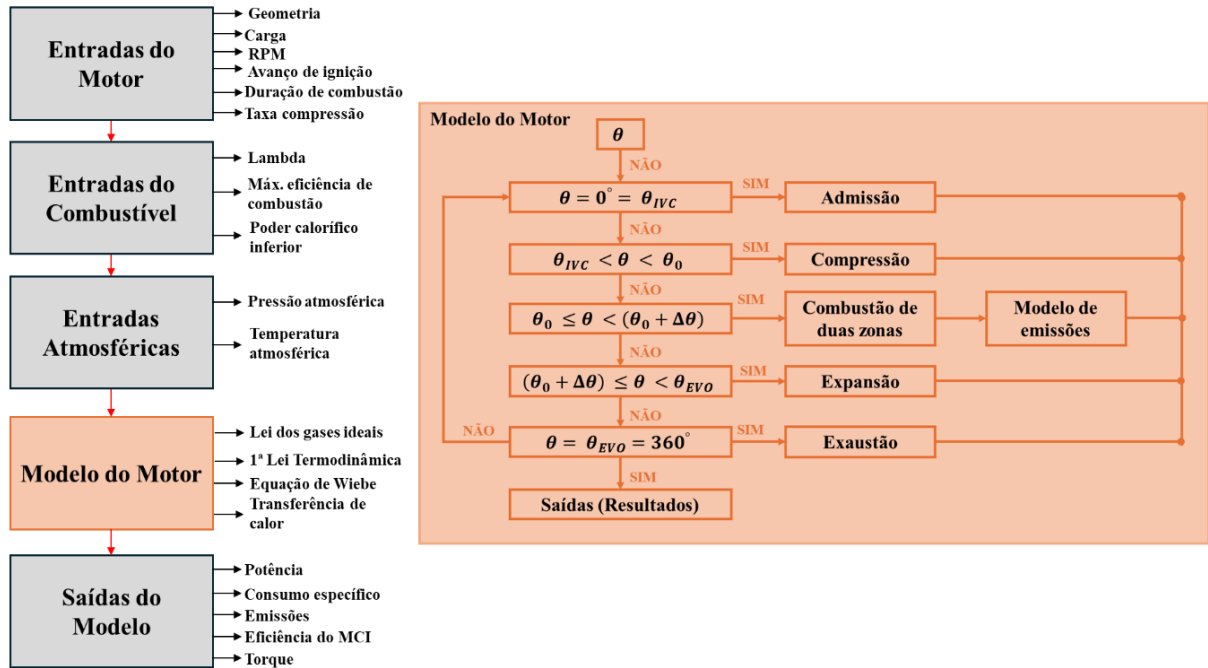 Entradas do
Motor
Geometria
Carga
RPM
Avanço de ignição
Duração de combustão
Taxa compressão
Entradas do
Combustível
Lambda
Máx. eficiência de
combustão
Poder calorífico
inferior
Entradas
Atmosféricas
Pressão atmosférica
Temperatura
atmosférica
Modelo do Motor
Lei dos gases ideais
1ª Lei Termodinâmica
Equação de Wiebe
Transferência de
calor
Saídas do
Modelo
Potência
Consumo específico
Emissões
Eficiência do MCI
Torque
Modelo do Motor
θ
NÃO
θ = 0° = θ_IVC
SIM
Admissão
NÃO
θ_IVC < θ < θ_0
SIM
Compressão
NÃO
θ_0 ≤ θ < (θ_0 + Δθ)
SIM
Combustão de
duas zonas
Modelo de
emissões
NÃO
(θ_0 + Δθ) ≤ θ < θ_EVO
SIM
Expansão
NÃO
NÃO
θ = θ_EVO = 360°
SIM
Exaustão
SIM
Saídas (Resultados)